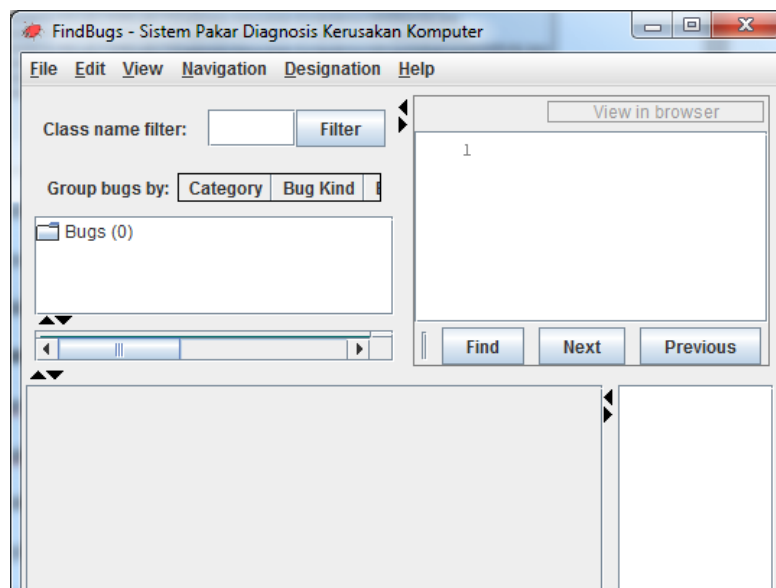 FindBugs - Sistem Pakar Diagnosis Kerusakan Komputer
File Edit View Navigation Designation Help
View in browser
Class name filter: Filter
1
Group bugs by: Category Bug Kind
Bugs (0)
Find Next Previous